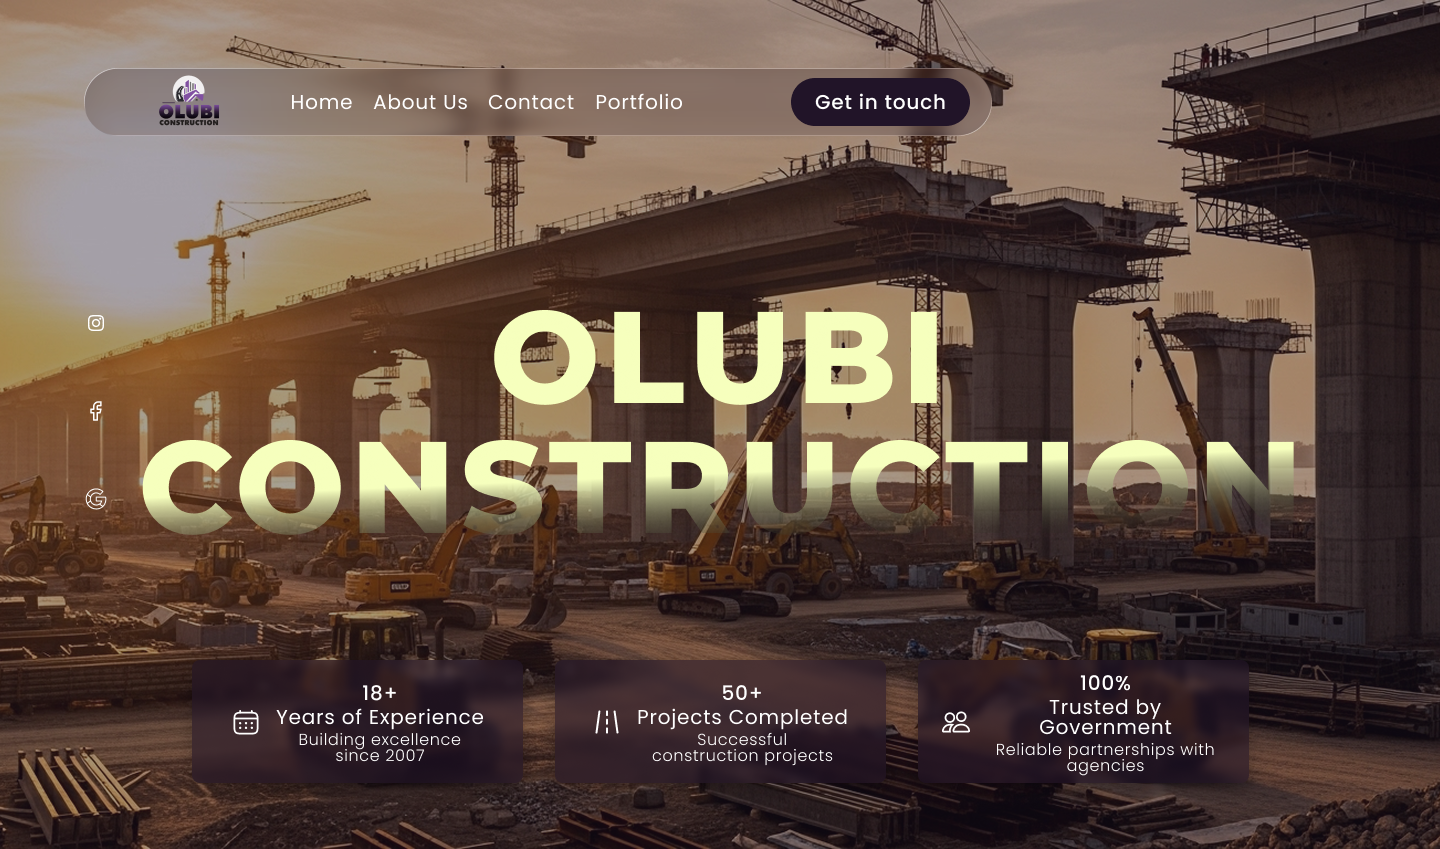 OLUBI
CONSTRUCTION
Home
About Us
Contact
Portfolio
Get in touch
OLUBI
CONSTRUCTION
18+
Years of Experience
Building excellence
since 2007
50+
Projects Completed
Successful
construction projects
100%
Trusted by
Government
Reliable partnerships with
agencies